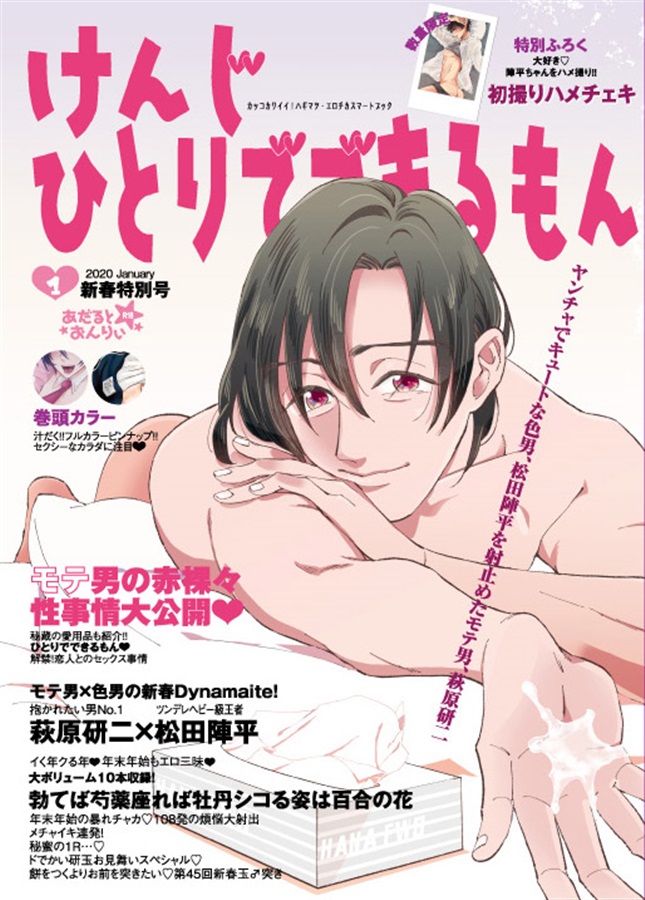 けんじ
ひとりでできるもん
カッコカワイイ!ハギマツ・エロチカスマートブック
数量限定
特別ふろく
大好き♡
陣平ちゃんをハメ撮り!!
初撮りハメチェキ
1
2020 January
新春特別号
あだると
おんりぃ
R18
巻頭カラー
汁だく!!フルカラーピンナップ!!
セクシーなカラダに注目♥
ヤンチャでキュートな色男、松田陣平を射止めたモテ男、萩原研二
モテ男の赤裸々
性事情大公開♥
秘蔵の愛用品も紹介!!
ひとりでできるもん♥
解禁!恋人とのセックス事情
モテ男×色男の新春Dynamaite!
抱かれたい男No.1 ツンデレヘビー級王者
萩原研二×松田陣平
イく年クる年♥年末年始もエロ三昧♥
大ボリューム10本収録!
勃てば芍薬座れば牡丹シコる姿は百合の花
年末年始の暴れチャカ♡108発の煩悩大射出
メチャイキ連発!
秘蜜の1R…♡
ドでかい研玉お見舞いスペシャル♡
餅をつくよりお前を突きたい♡第45回新春玉♂突き
HANA FWO